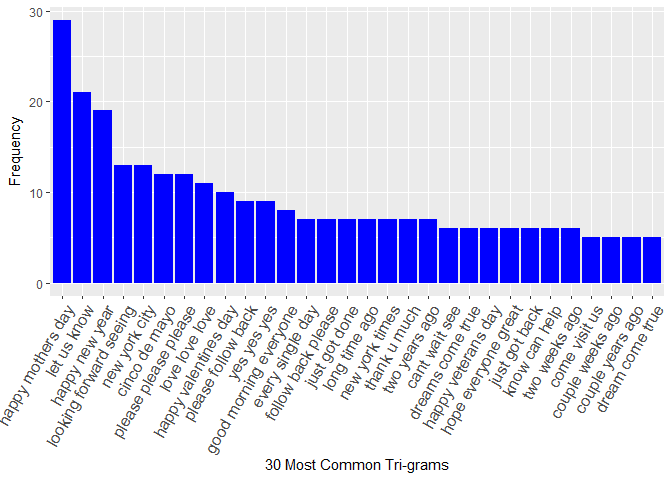 30
20
10
0
Frequency
happy mothers day
let us know
happy new year
looking forward seeing
new york city
cinco de mayo
please please please
love love love
happy valentines day
please follow back
yes yes yes
good morning everyone
every single day
follow back please
just got done
long time ago
new york times
thank u much
two years ago
cant wait see
dreams come true
happy veterans day
hope everyone great
just got back
know can help
two weeks ago
come visit us
couple weeks ago
couple years ago
dream come true
30 Most Common Tri-grams